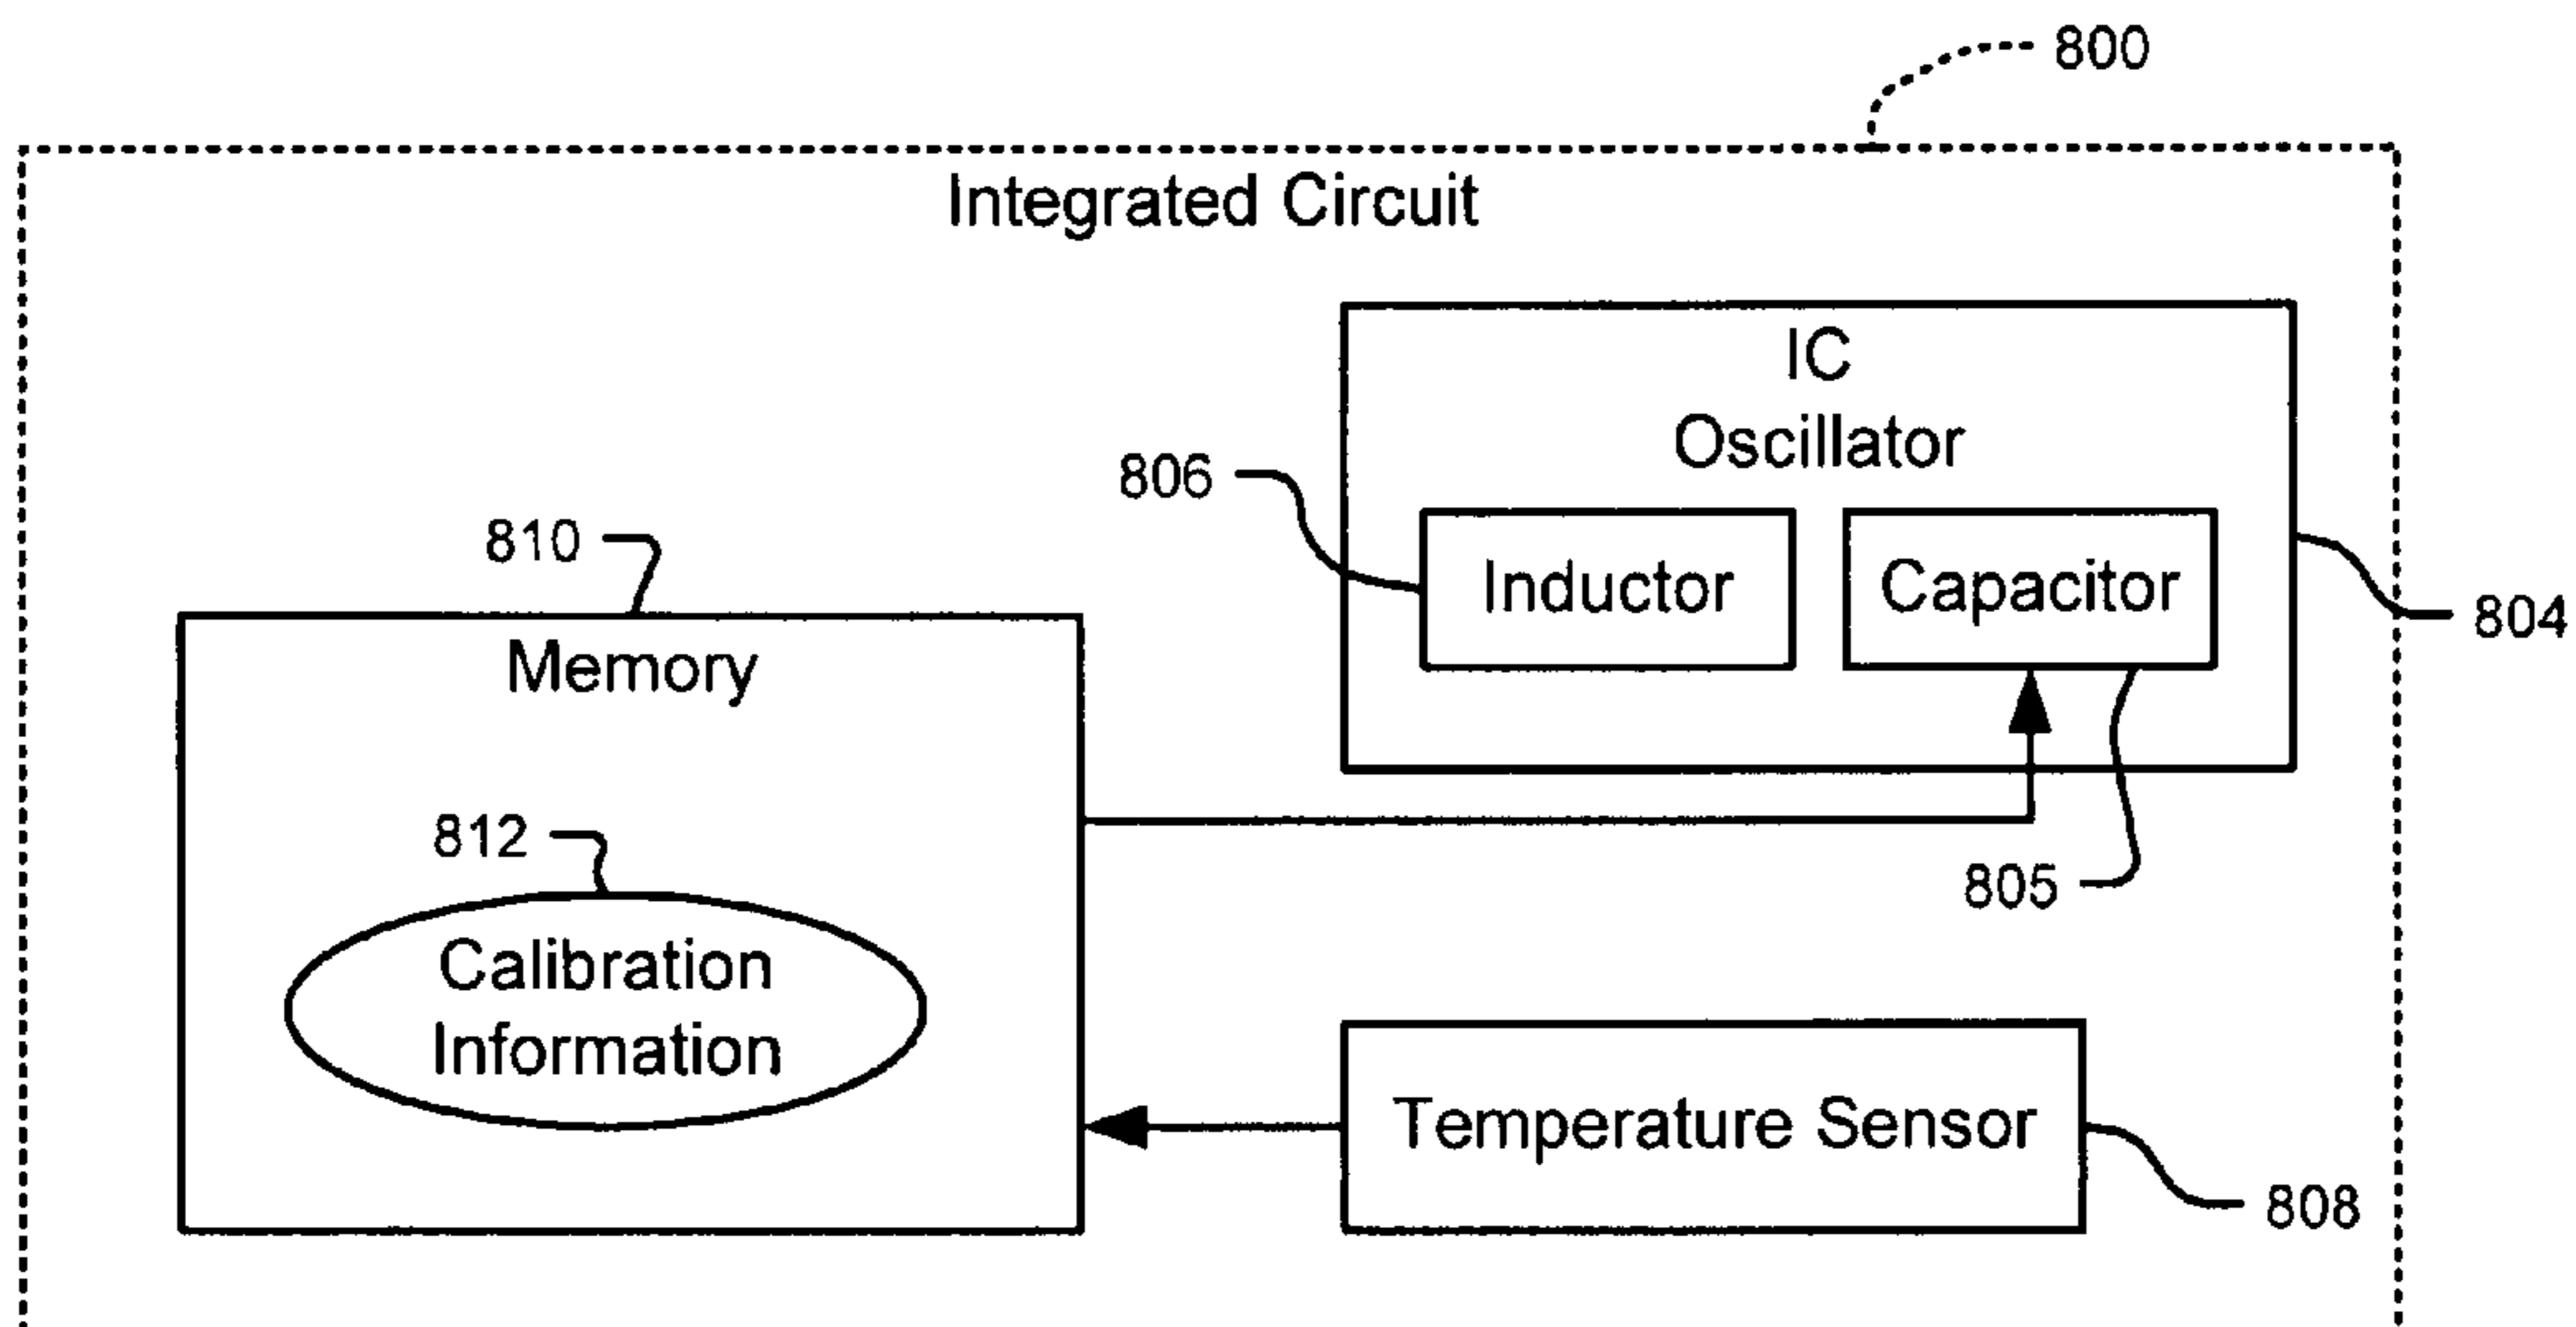 800
Integrated Circuit
IC
Oscillator
806
Inductor
Capacitor
810
804
Memory
812
805
Calibration
Information
Temperature Sensor
808